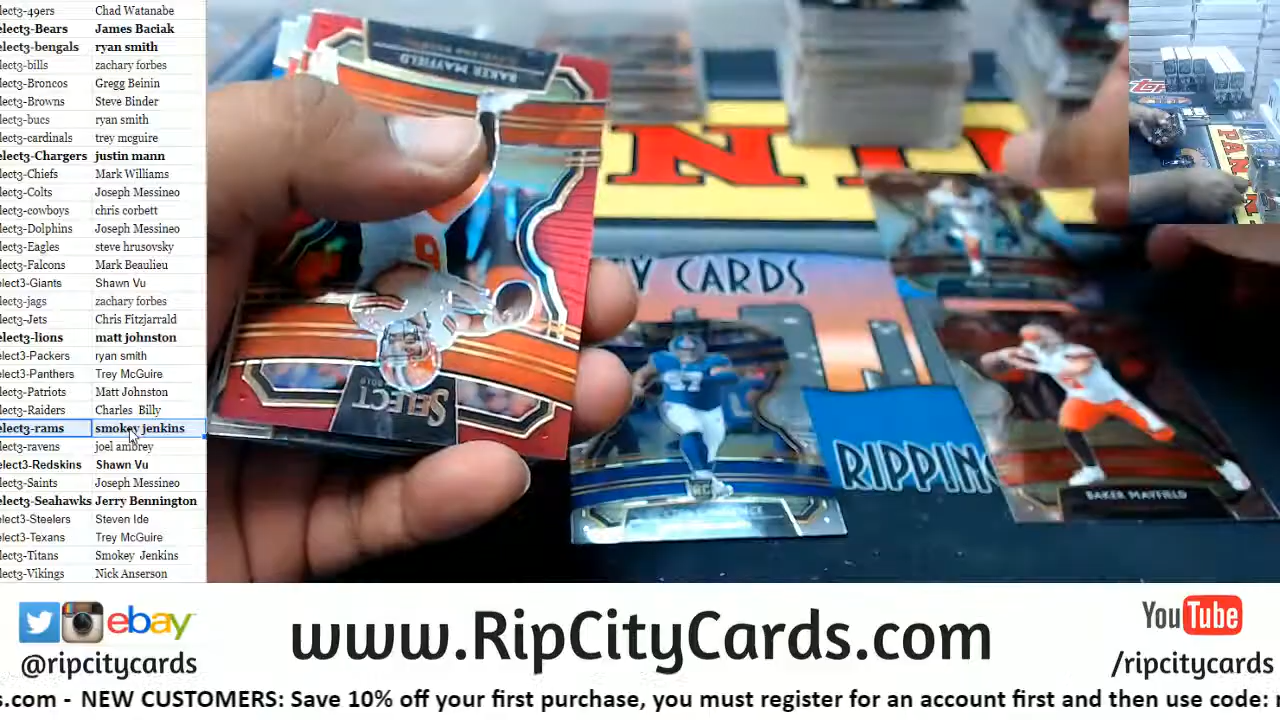 lect3-49ers Chad Watanabe
elect3-Bears James Baciak
elect3-bengals ryan smith
elect3-bills zachary forbes
elect3-Broncos Gregg Beinin
elect3-Browns Steve Binder
elect3-bucs ryan smith
elect3-cardinals trey mcguire
elect3-Chargers justin mann
elect3-Chiefs Mark Williams
elect3-Colts Joseph Messineo
elect3-cowboys chris corbett
elect3-Dolphins Joseph Messineo
elect3-Eagles steve hrusovsky
elect3-Falcons Mark Beaulieu
elect3-Giants Shawn Vu
elect3-jags zachary forbes
elect3-Jets Chris Fitzjarrald
elect3-lions matt johnston
elect3-Packers ryan smith
elect3-Panthers Trey McGuire
elect3-Patriots Matt Johnston
elect3-Raiders Charles Billy
elect3-rams smokey jenkins
elect3-ravens joel ambrey
elect3-Redskins Shawn Vu
elect3-Saints Joseph Messineo
elect3-Seahawks Jerry Bennington
elect3-Steelers Steven Ide
elect3-Texans Trey McGuire
elect3-Titans Smokey Jenkins
elect3-Vikings Nick Anserson
BAKER MAYFIELD
9
SELECT
TY CARDS
RIPPIN
97
BAKER MAYFIELD
PANIN
ebay
@ripcitycards
www.RipCityCards.com
YouTube
/ripcitycards
s.com - NEW CUSTOMERS: Save 10% off your first purchase, you must register for an account first and then use code: